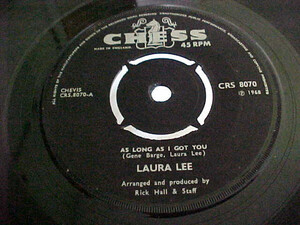 CHESS
MADE IN ENGLAND
45 RPM
CHEVIS
CRS.8070-A
CRS 8070
℗ 1968
AS LONG AS I GOT YOU
(Gene Barge, Laura Lee)
LAURA LEE
Arranged and produced by
Rick Hall & Staff